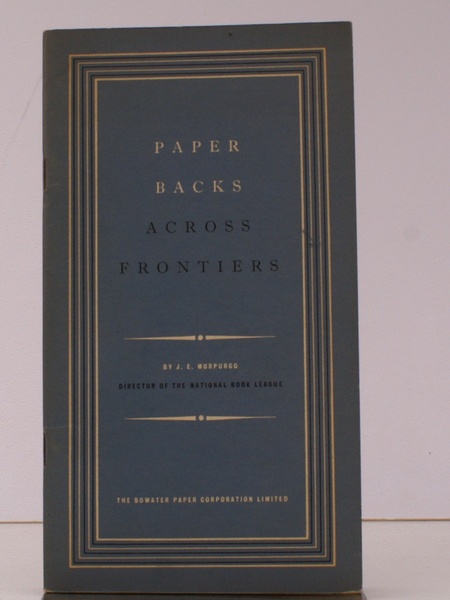 PAPER
BACKS
ACROSS
FRONTIERS
BY J. E. MORPURGO
DIRECTOR OF THE NATIONAL BOOK LEAGUE
THE BOWATER PAPER CORPORATION LIMITED